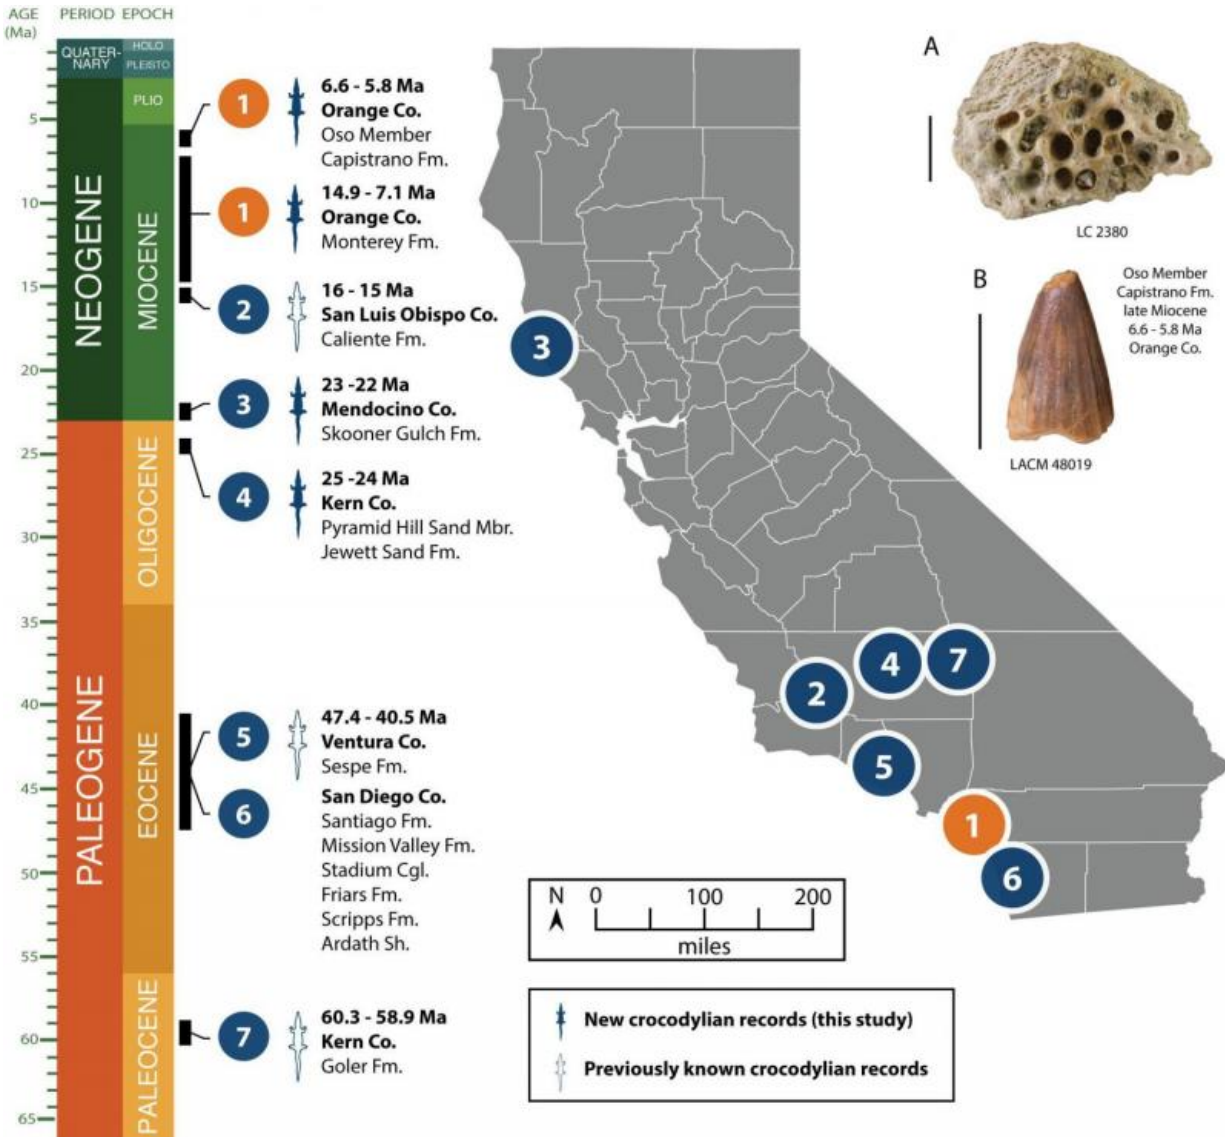 AGE
(Ma)
PERIOD EPOCH
QUATER-
NARY
HOLO
PLEISTO
PLIO
NEOGENE
MIOCENE
PALEOGENE
OLIGOCENE
EOCENE
PALEOCENE
5
10
15
20
25
30
35
40
45
50
55
60
65
1
6.6 - 5.8 Ma
Orange Co.
Oso Member
Capistrano Fm.
1
14.9 - 7.1 Ma
Orange Co.
Monterey Fm.
2
16 - 15 Ma
San Luis Obispo Co.
Caliente Fm.
3
23 -22 Ma
Mendocino Co.
Skooner Gulch Fm.
4
25 -24 Ma
Kern Co.
Pyramid Hill Sand Mbr.
Jewett Sand Fm.
5
47.4 - 40.5 Ma
Ventura Co.
Sespe Fm.
6
San Diego Co.
Santiago Fm.
Mission Valley Fm.
Stadium Cgl.
Friars Fm.
Scripps Fm.
Ardath Sh.
7
60.3 - 58.9 Ma
Kern Co.
Goler Fm.
3
4
7
2
5
1
6
A
LC 2380
B
Oso Member
Capistrano Fm.
late Miocene
6.6 - 5.8 Ma
Orange Co.
LACM 48019
N 0 100 200
miles
New crocodylian records (this study)
Previously known crocodylian records